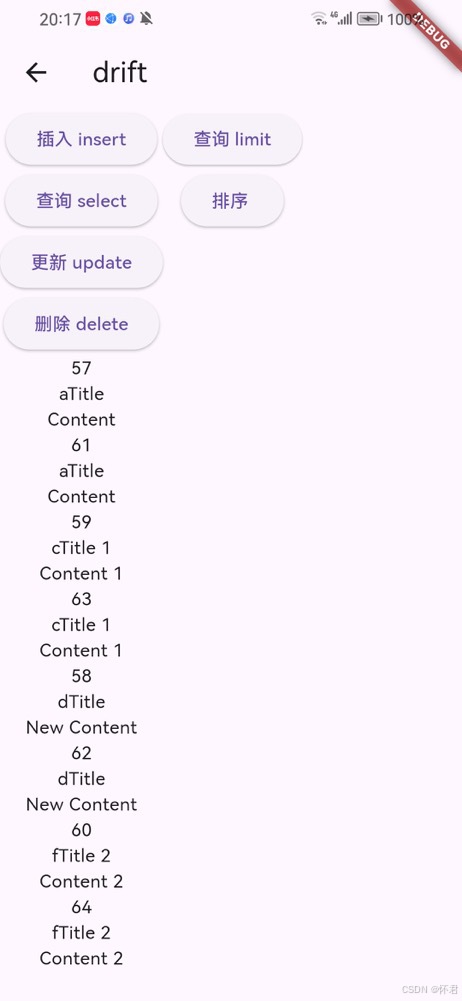 20:17 4G 100%
DEBUG
drift
插入 insert 查询 limit
查询 select 排序
更新 update
删除 delete
57
aTitle
Content
61
aTitle
Content
59
cTitle 1
Content 1
63
cTitle 1
Content 1
58
dTitle
New Content
62
dTitle
New Content
60
fTitle 2
Content 2
64
fTitle 2
Content 2
CSDN @怀君